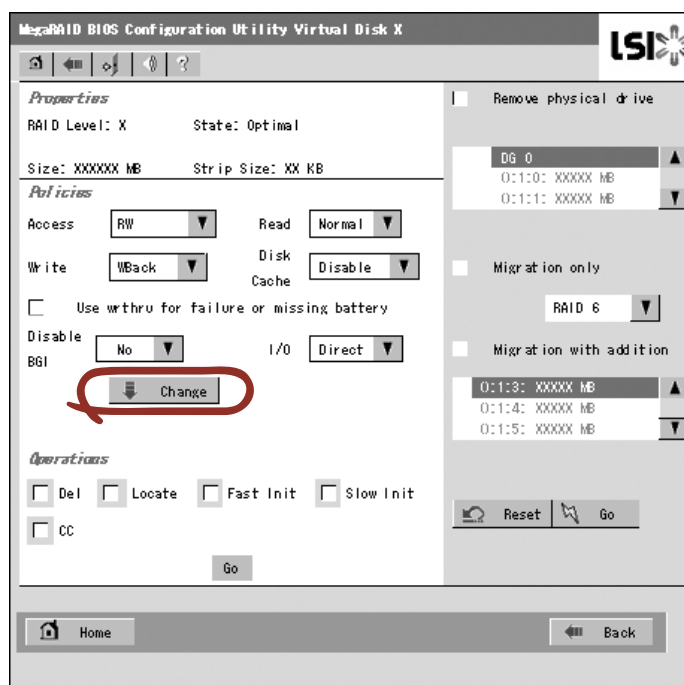 MegaRAID BIOS Configuration Utility Virtual Disk X
LSI
Properties
RAID Level: X State: Optimal
Size: XXXXXX MB Strip Size: XX KB
Policies
Access RW Read Normal
Write WBack Disk Cache Disable
Use wrthru for failure or missing battery
Disable BGI No I/O Direct
Change
Operations
Del Locate Fast Init Slow Init
CC
Go
Remove physical drive
DG 0
0:1:0: XXXXX MB
0:1:1: XXXXX MB
Migration only
RAID 6
Migration with addition
0:1:3: XXXXX MB
0:1:4: XXXXX MB
0:1:5: XXXXX MB
Reset Go
Home Back